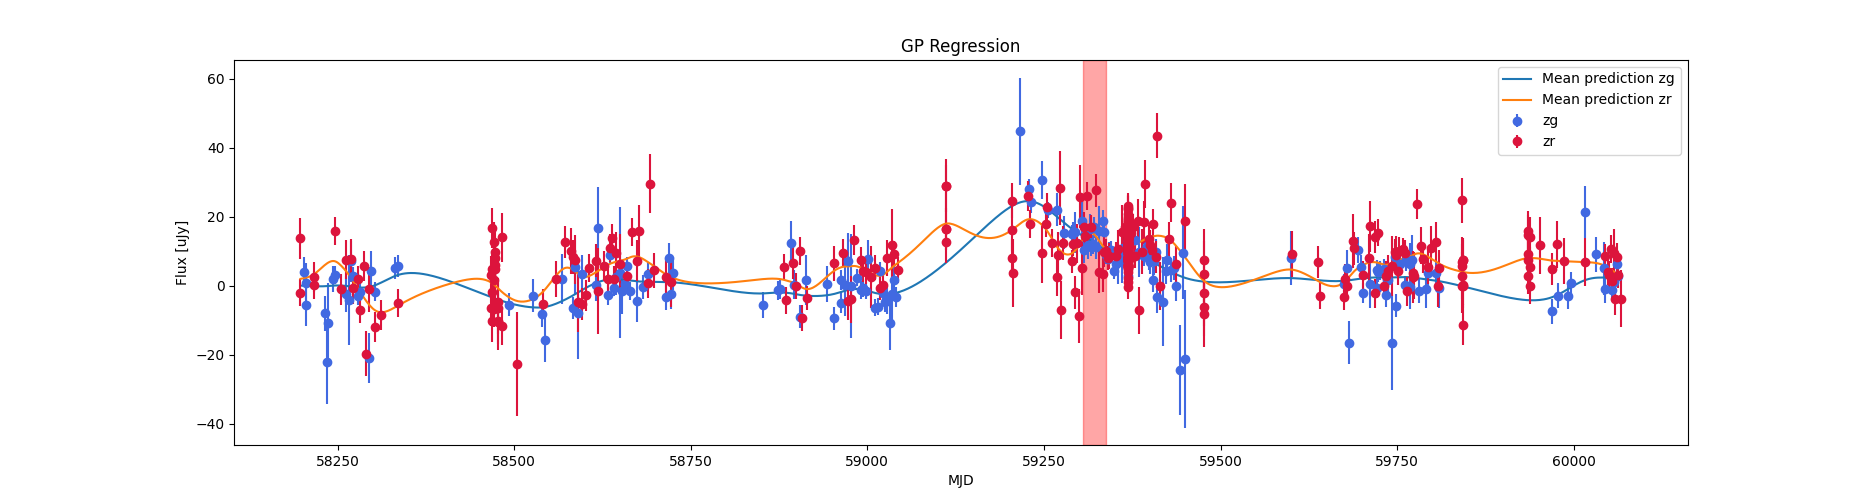 GP Regression
Flux [uJy]
60
40
20
0
−20
−40
58250
58500
58750
59000
59250
59500
59750
60000
MJD
Mean prediction zg
Mean prediction zr
zg
zr